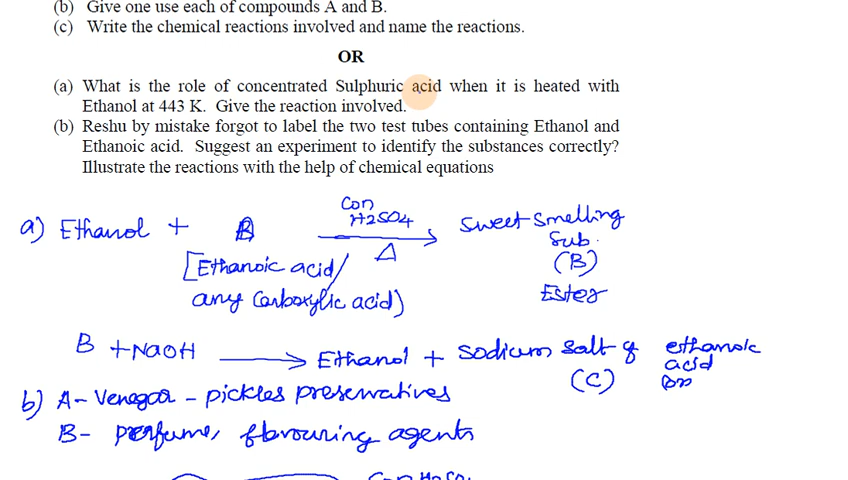 (b) Give one use each of compounds A and B.
(c) Write the chemical reactions involved and name the reactions.
OR
(a) What is the role of concentrated Sulphuric acid when it is heated with
Ethanol at 443 K. Give the reaction involved.
(b) Reshu by mistake forgot to label the two test tubes containing Ethanol and
Ethanoic acid. Suggest an experiment to identify the substances correctly?
Illustrate the reactions with the help of chemical equations
Con
H2SO4
a) Ethanol + → Sweet Smelling
Δ Sub.
[Ethanoic acid/ (B)
any Carboxylic acid) Ester
B + NaOH → Ethanol + Sodium Salt of ethanoic
acid
(C)
b) A - Venegar - pickles preservatives
B - perfume, flavouring agents
Con H2SO4